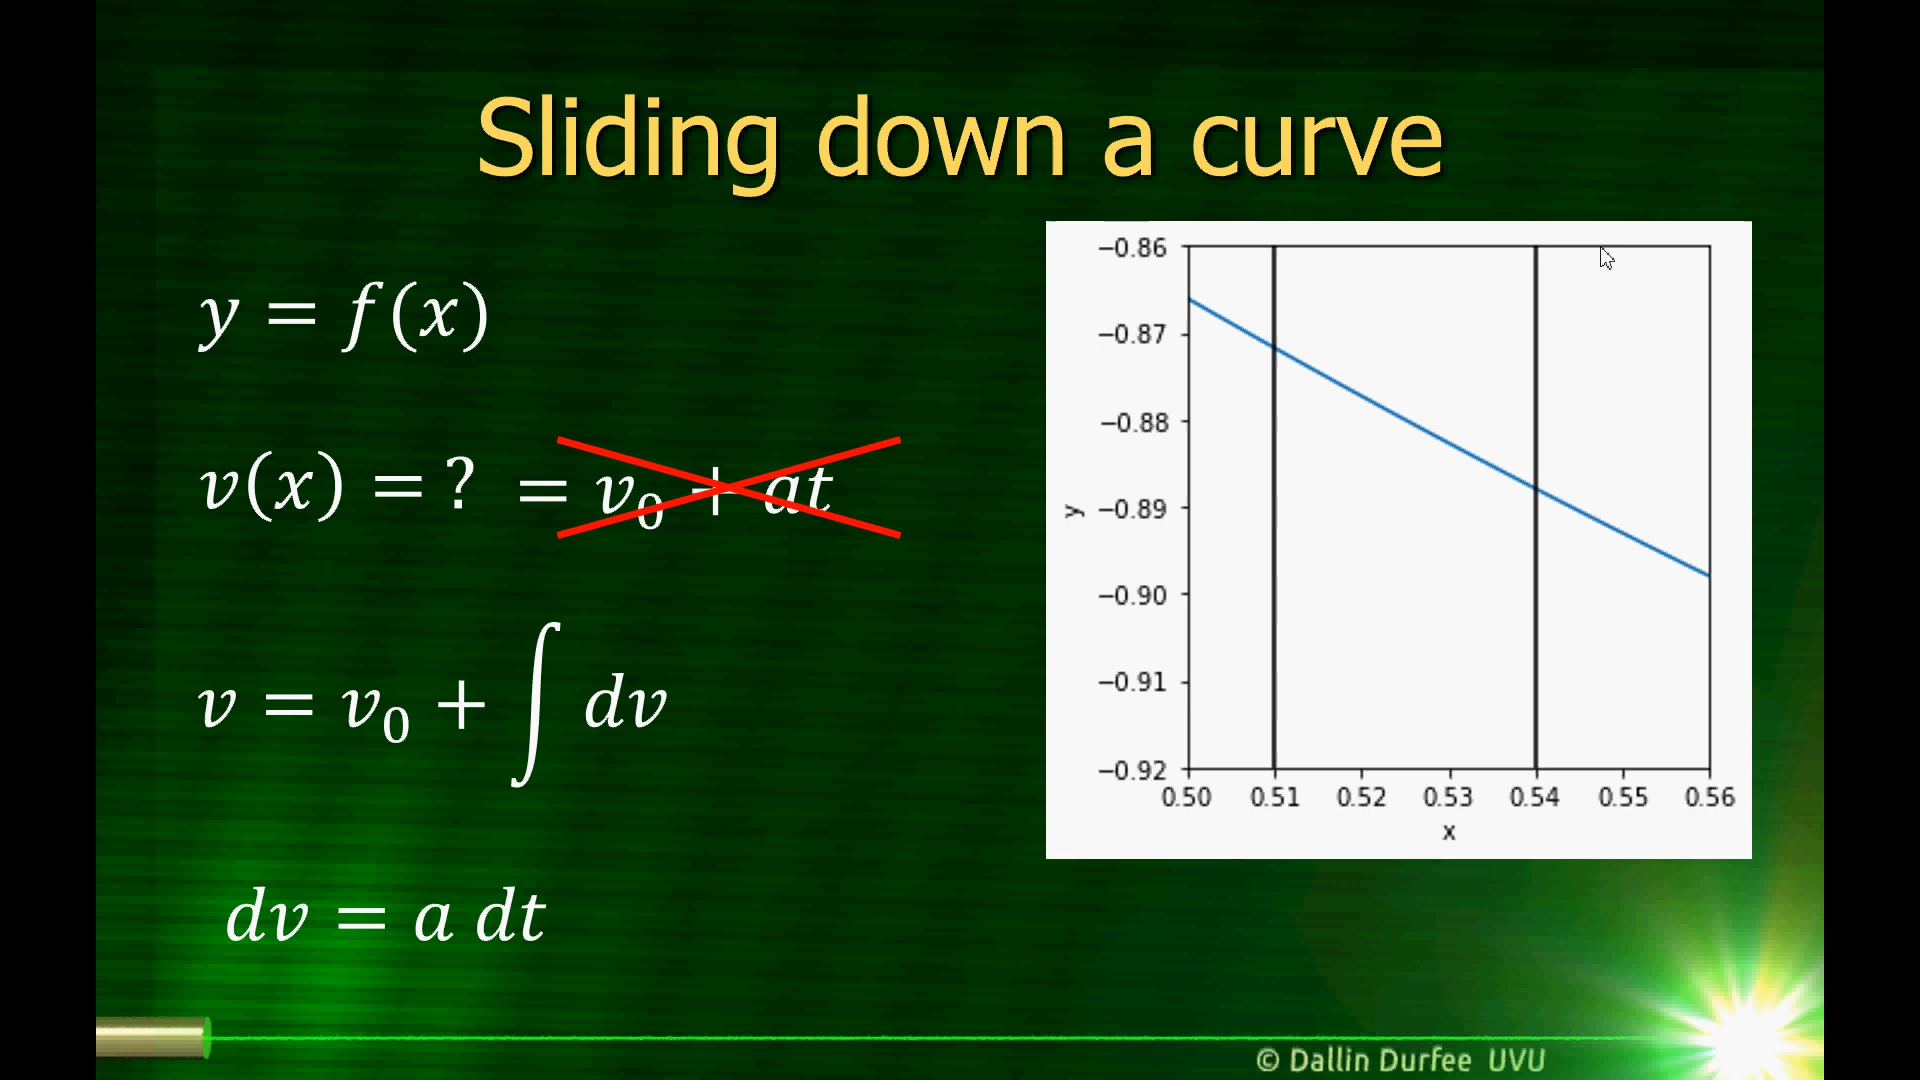 Sliding down a curve
y = f(x)
v(x) = ? = v₀ + at
v = v₀ + ∫ dv
dv = a dt
−0.86
−0.87
−0.88
−0.89
−0.90
−0.91
−0.92
y
0.50 0.51 0.52 0.53 0.54 0.55 0.56
x
© Dallin Durfee UVU